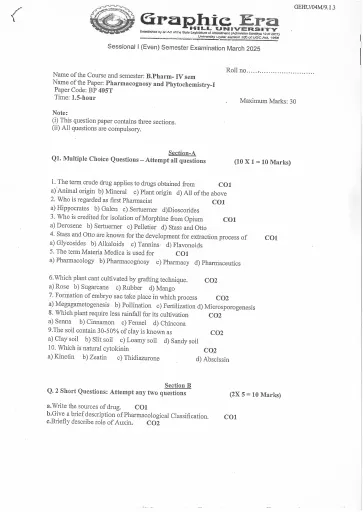 GEHU/04M/9.1.3
Graphic Era
HILL UNIVERSITY
Sessional I (Even) Semester Examination March 2025
Roll no..............................
Name of the Course and semester: B.Pharm- IV sem
Name of the Paper: Pharmacognosy and Phytochemistry-I
Paper Code: BP 405T
Time: 1.5-hour
Maximum Marks: 30
Note:
(i) This question paper contains three sections.
(ii) All questions are compulsory.
Section-A
Q1. Multiple Choice Questions – Attempt all questions (10 X 1 = 10 Marks)
1. The term crude drug applies to drugs obtained from CO1
a) Animal origin b) Mineral c) Plant origin d) All of the above
2. Who is regarded as first Pharmacist CO1
a) Hippocrates b) Galen c) Sertuerner d)Dioscorides
3. Who is credited for isolation of Morphine from Opium CO1
a) Derosne b) Sertuerner c) Pelletier d) Stass and Otto
4. Stass and Otto are known for the development for extraction process of CO1
a) Glycosides b) Alkaloids c) Tannins d) Flavonoids
5. The term Materia Medica is used for CO1
a) Pharmacology b) Pharmacognosy c) Pharmacy d) Pharmaceutics
6.Which plant cant cultivated by grafting technique. CO2
a) Rose b) Sugarcane c) Rubber d) Mango
7. Formation of embryo sac take place in which process CO2
a) Magagametogenesis b) Pollination c) Fertilization d) Microsporogenesis
8. Which plant require less rainfall for its cultivation CO2
a) Senna b) Cinnamon c) Fennel d) Chincona
9.The soil contain 30-50% of clay is known as CO2
a) Clay soil b) Slit soil c) Loamy soil d) Sandy soil
10. Which is natural cytokinin CO2
a) Kinetin b) Zeatin c) Thidiazurone d) Abscissin
Section B
Q. 2 Short Questions: Attempt any two questions (2X 5 = 10 Marks)
a.Write the sources of drug. CO1
b.Give a brief description of Pharmacological Classification. CO1
c.Briefly describe role of Auxin. CO2